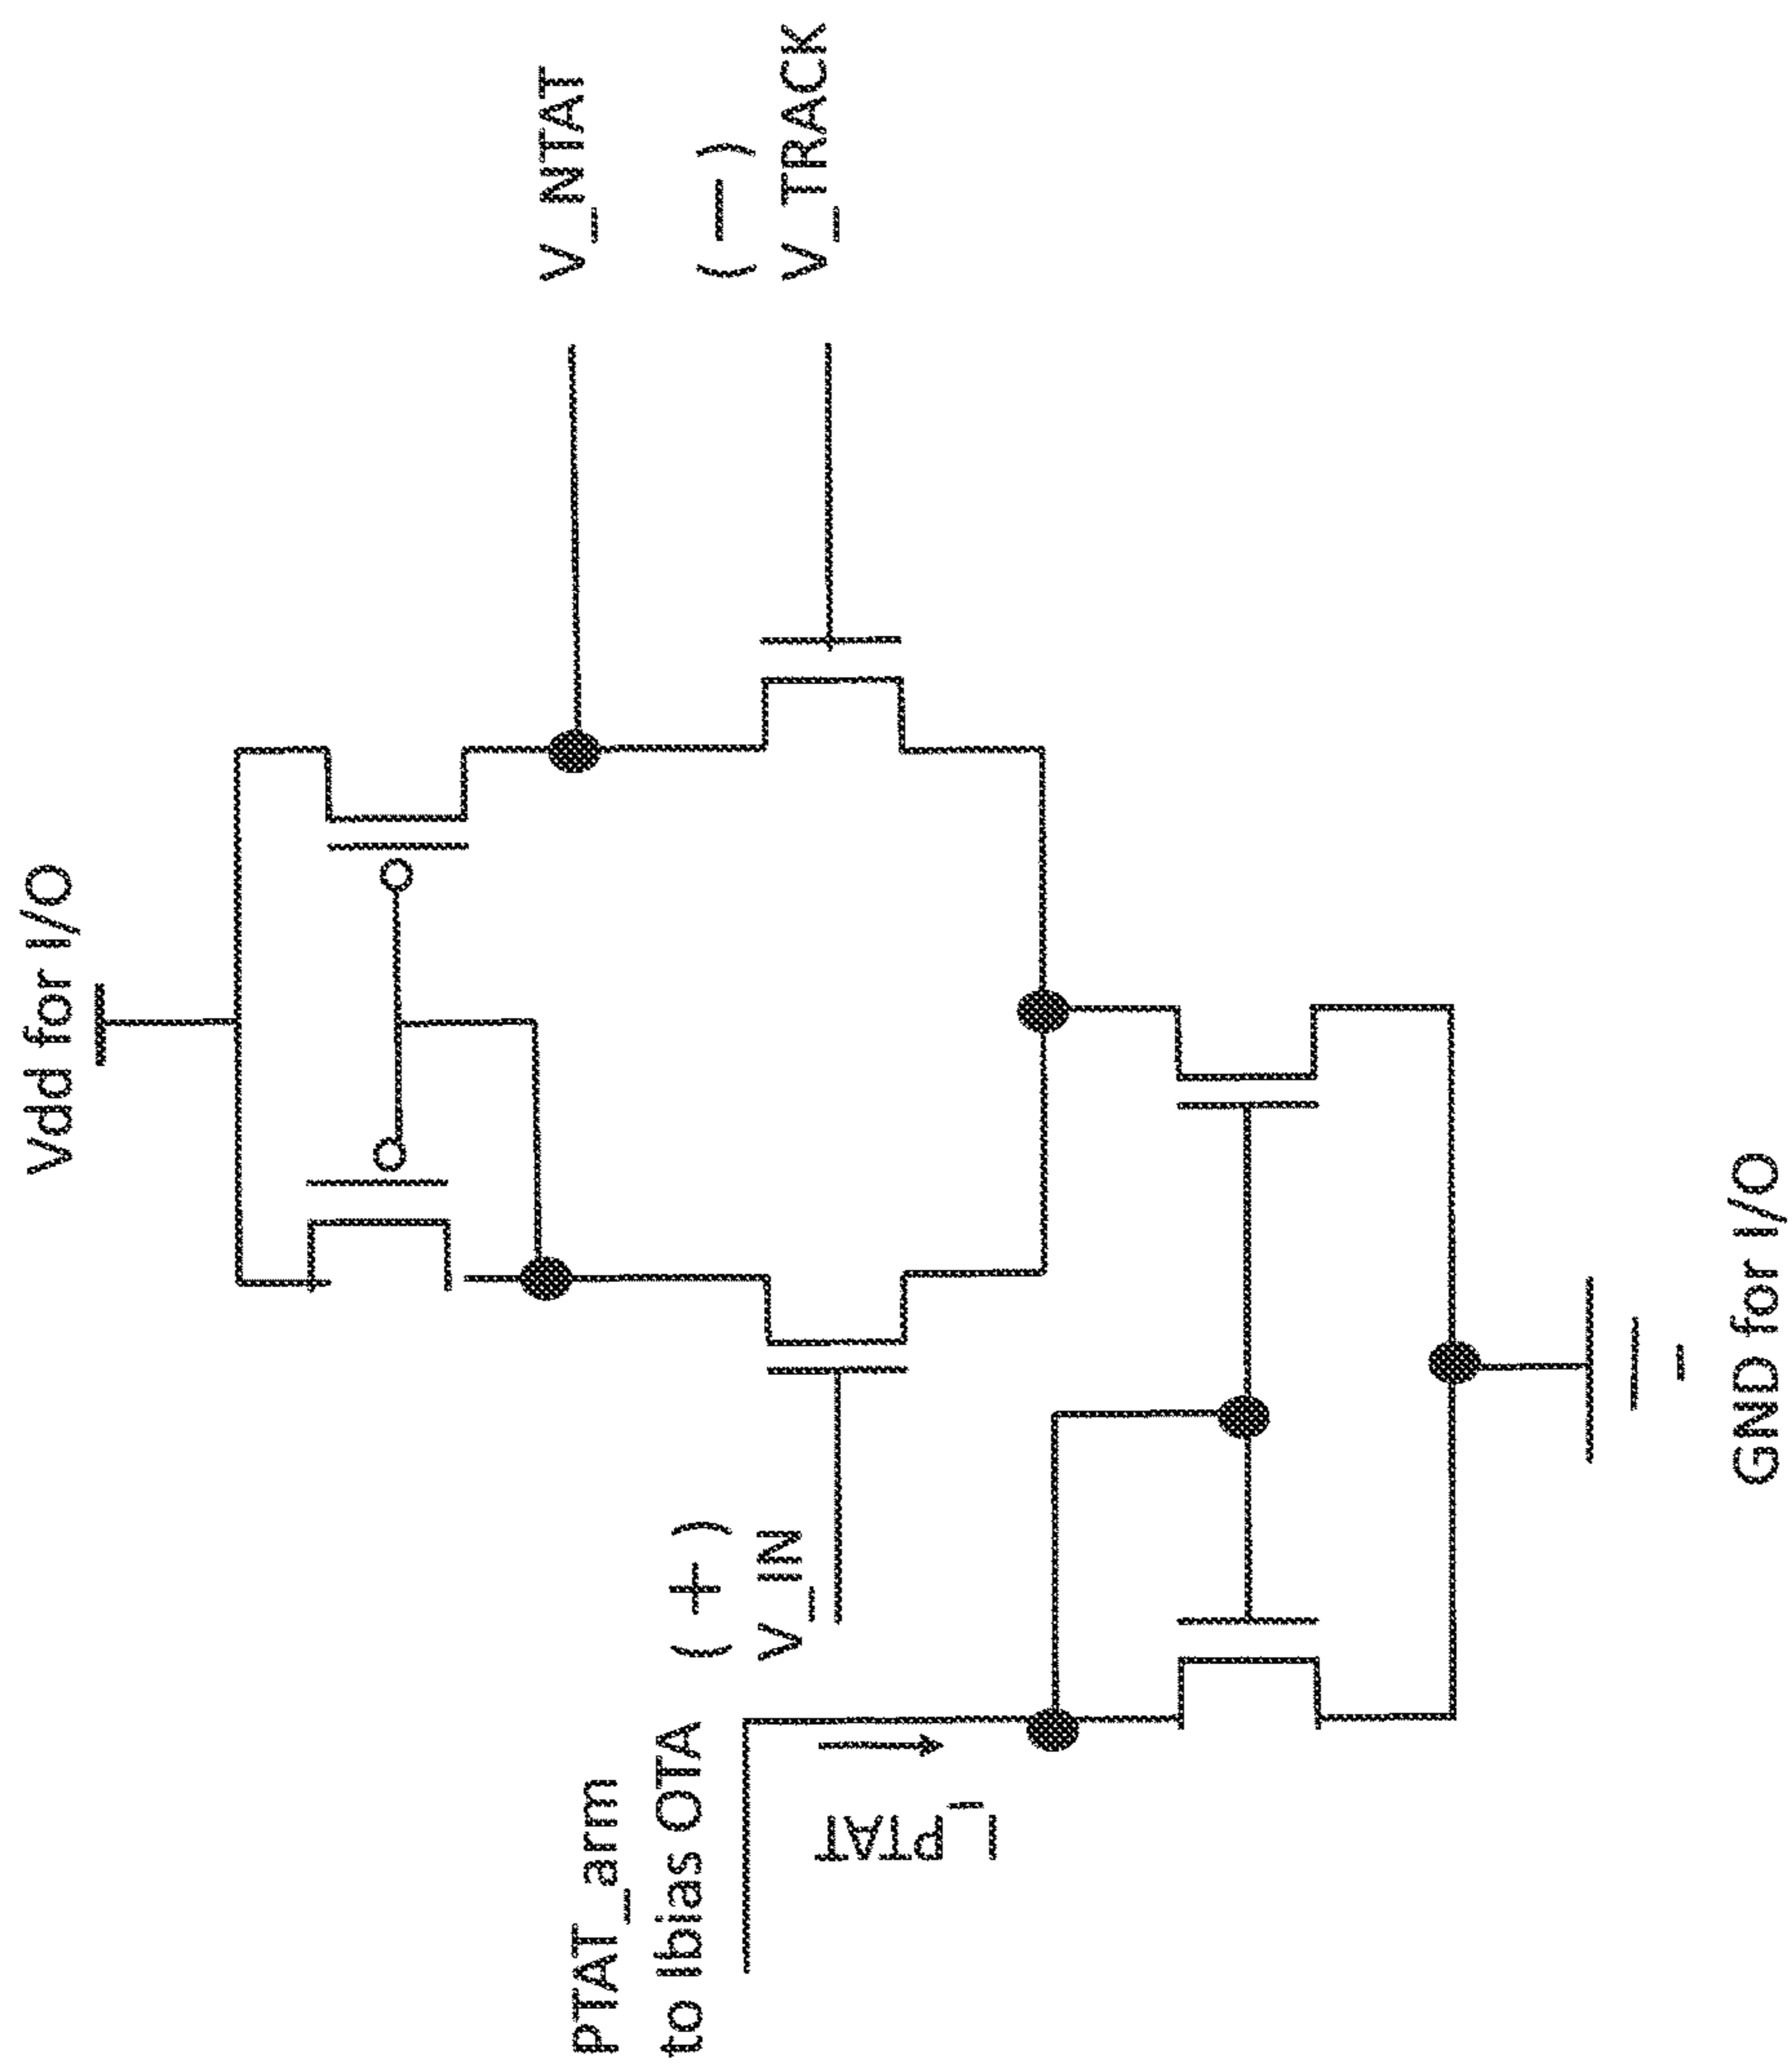 Vdd for I/O
V_NTAT
( — )
V_TRACK
( + )
V_IN
PTAT_arm
to Ibias OTA
I_PTAT
GND for I/O